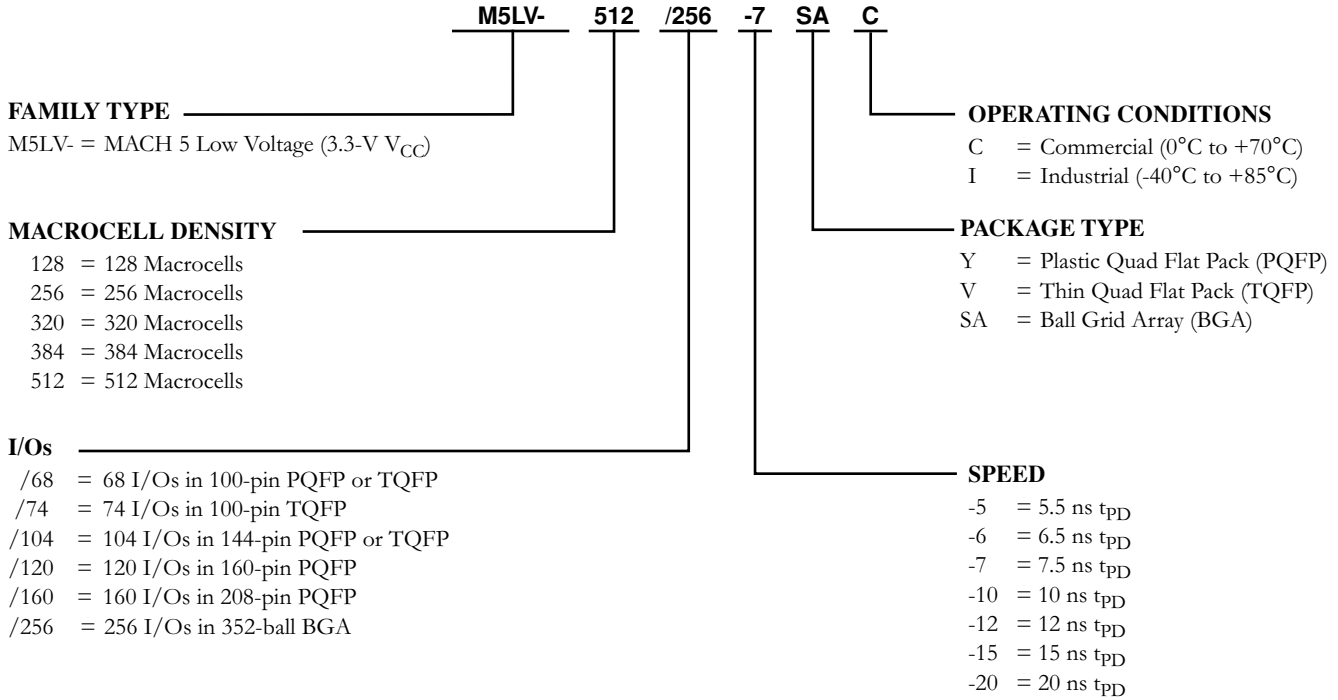 M5LV- 512 /256 -7 SA C
FAMILY TYPE
M5LV- = MACH 5 Low Voltage (3.3-V VCC)
MACROCELL DENSITY
128 = 128 Macrocells
256 = 256 Macrocells
320 = 320 Macrocells
384 = 384 Macrocells
512 = 512 Macrocells
I/Os
/68 = 68 I/Os in 100-pin PQFP or TQFP
/74 = 74 I/Os in 100-pin TQFP
/104 = 104 I/Os in 144-pin PQFP or TQFP
/120 = 120 I/Os in 160-pin PQFP
/160 = 160 I/Os in 208-pin PQFP
/256 = 256 I/Os in 352-ball BGA
OPERATING CONDITIONS
C = Commercial (0°C to +70°C)
I = Industrial (-40°C to +85°C)
PACKAGE TYPE
Y = Plastic Quad Flat Pack (PQFP)
V = Thin Quad Flat Pack (TQFP)
SA = Ball Grid Array (BGA)
SPEED
-5 = 5.5 ns tPD
-6 = 6.5 ns tPD
-7 = 7.5 ns tPD
-10 = 10 ns tPD
-12 = 12 ns tPD
-15 = 15 ns tPD
-20 = 20 ns tPD